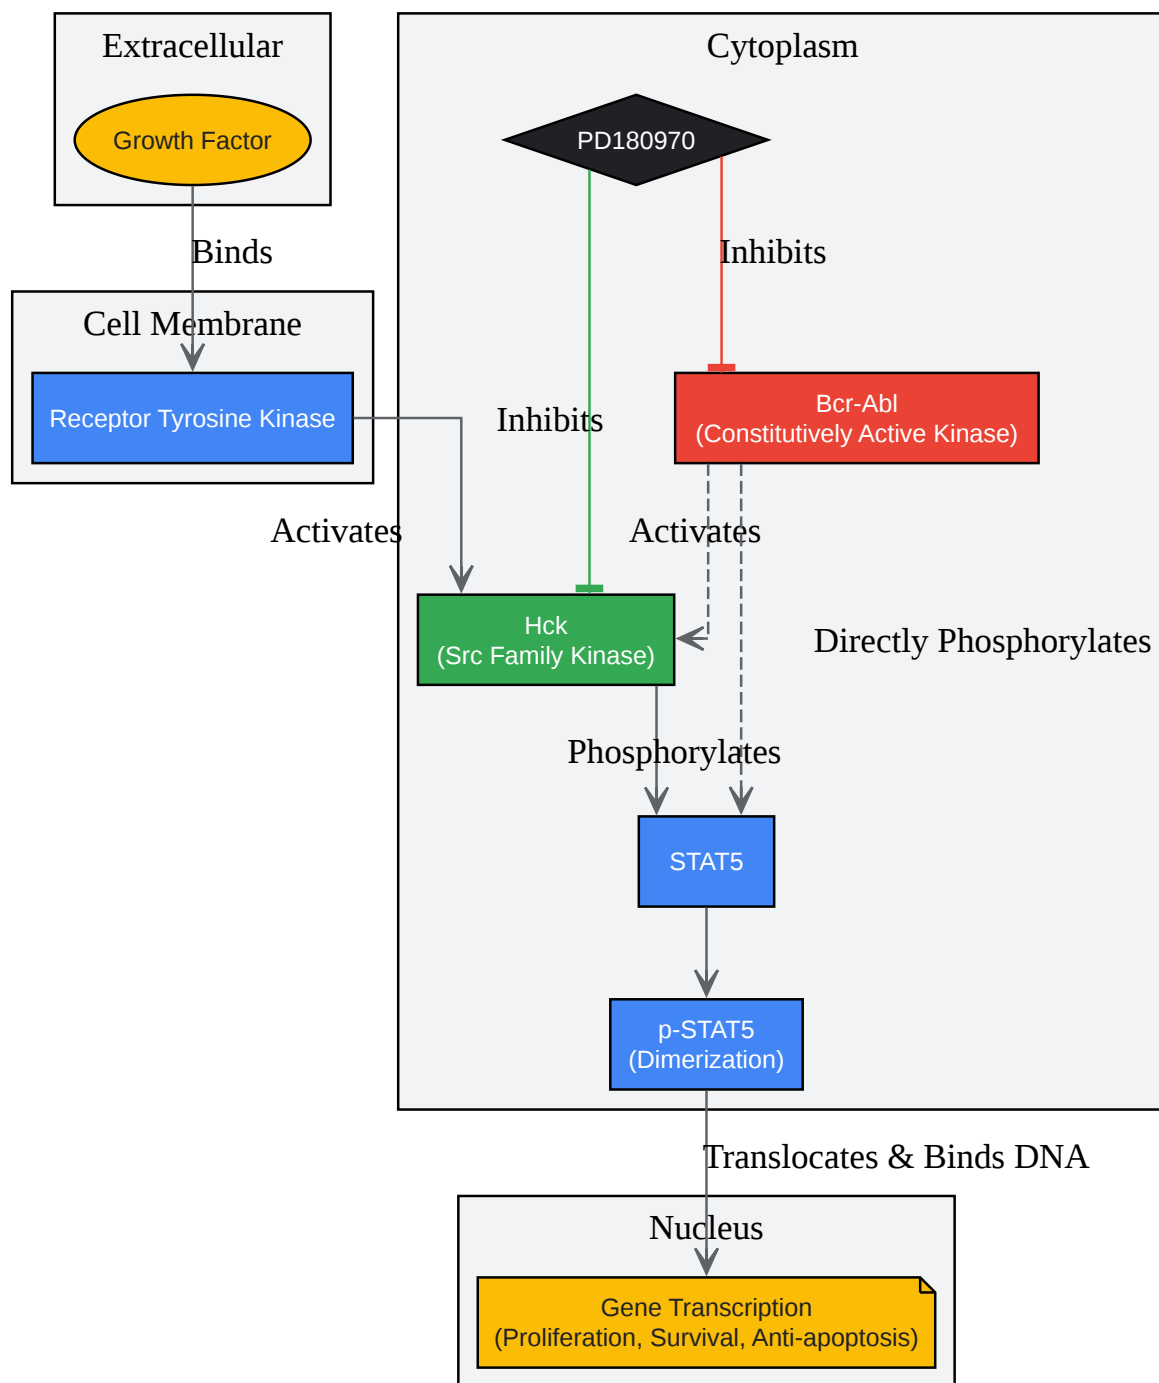 Extracellular
Cytoplasm
Growth Factor
PD180970
Binds
Inhibits
Cell Membrane
Receptor Tyrosine Kinase
Inhibits
Bcr-Abl
(Constitutively Active Kinase)
Activates
Activates
Hck
(Src Family Kinase)
Directly Phosphorylates
Phosphorylates
STAT5
p-STAT5
(Dimerization)
Translocates & Binds DNA
Nucleus
Gene Transcription
(Proliferation, Survival, Anti-apoptosis)